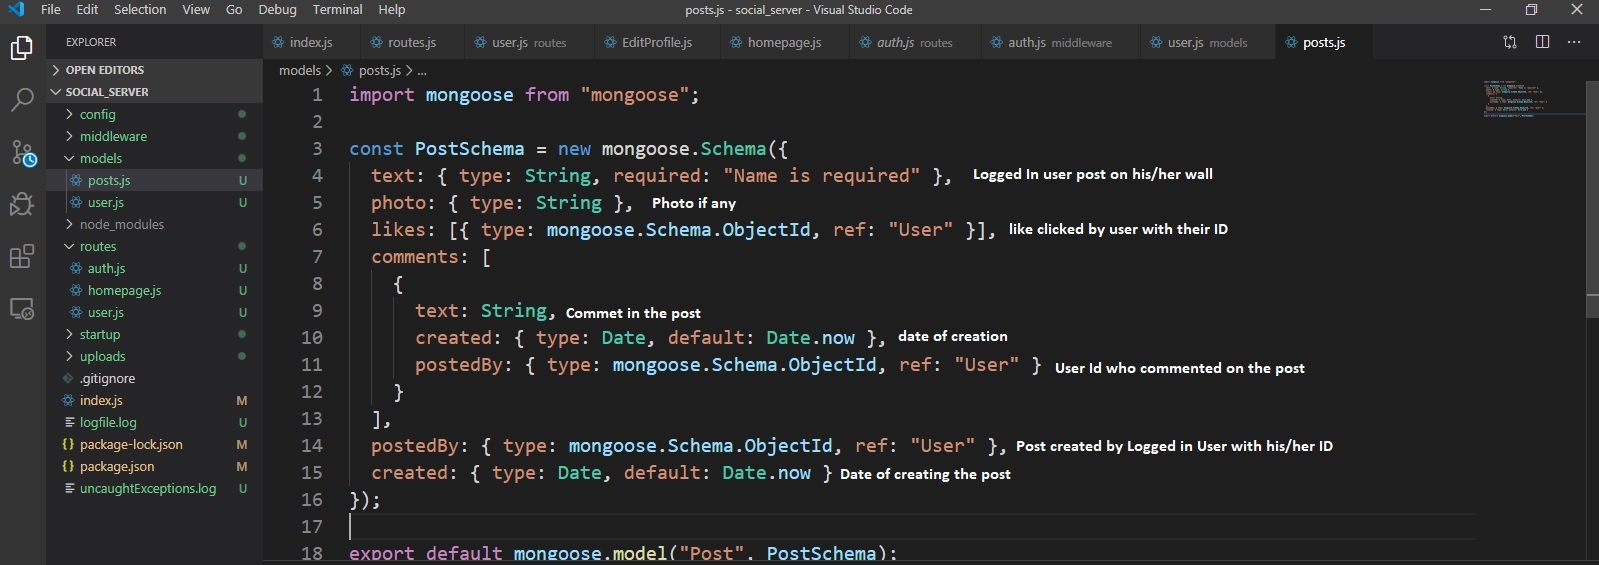 File Edit Selection View Go Debug Terminal Help
posts.js - social_server - Visual Studio Code
EXPLORER
OPEN EDITORS
SOCIAL_SERVER
config
middleware
models
posts.js U
user.js U
node_modules
routes
auth.js U
homepage.js U
user.js U
startup
uploads
.gitignore
index.js M
logfile.log U
{} package-lock.json M
{} package.json M
uncaughtExceptions.log U
index.js routes.js user.js routes EditProfile.js homepage.js auth.js routes auth.js middleware user.js models posts.js ...
models > posts.js > ...
1 import mongoose from "mongoose";
2
3 const PostSchema = new mongoose.Schema({
4 text: { type: String, required: "Name is required" }, Logged In user post on his/her wall
5 photo: { type: String }, Photo if any
6 likes: [{ type: mongoose.Schema.ObjectId, ref: "User" }], like clicked by user with their ID
7 comments: [
8 {
9 text: String, Commet in the post
10 created: { type: Date, default: Date.now }, date of creation
11 postedBy: { type: mongoose.Schema.ObjectId, ref: "User" } User Id who commented on the post
12 }
13 ],
14 postedBy: { type: mongoose.Schema.ObjectId, ref: "User" }, Post created by Logged in User with his/her ID
15 created: { type: Date, default: Date.now } Date of creating the post
16 });
17
18 export default mongoose.model("Post", PostSchema);